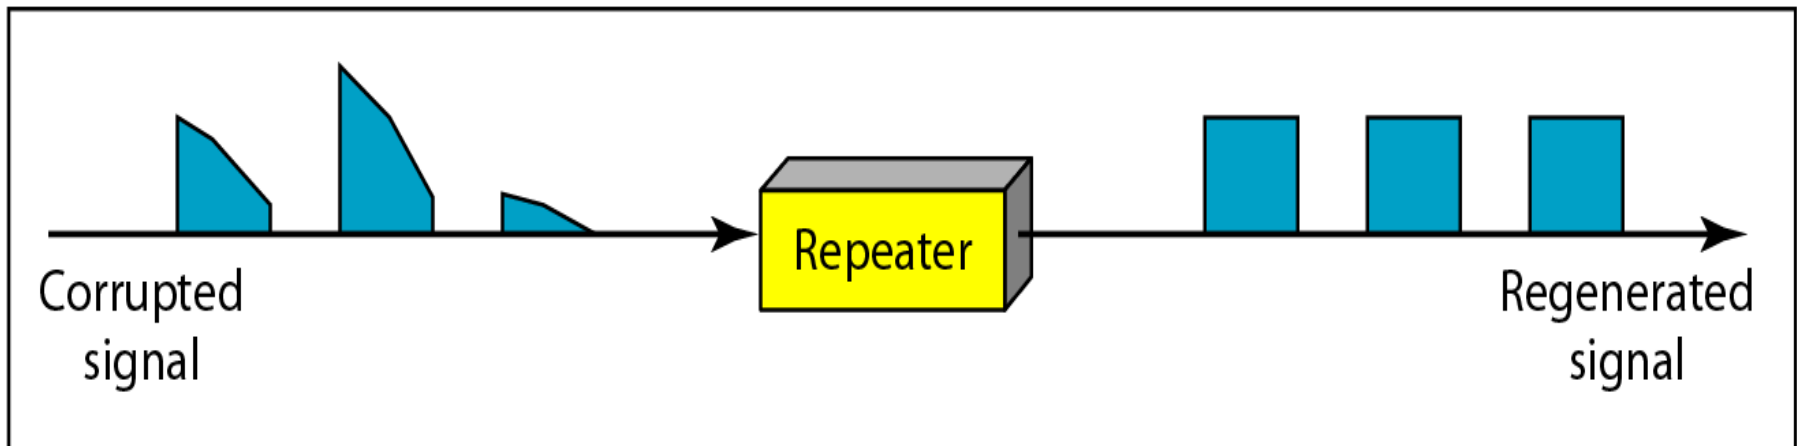 Repeater
Corrupted
signal
Regenerated
signal